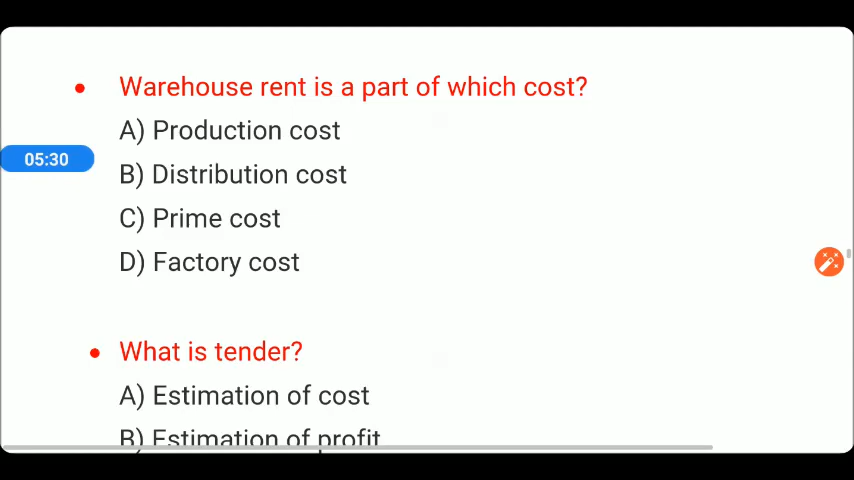 Warehouse rent is a part of which cost?
A) Production cost
05:30
B) Distribution cost
C) Prime cost
D) Factory cost
What is tender?
A) Estimation of cost
B) Estimation of profit